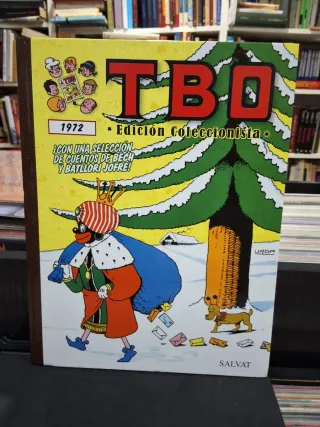 TBO
1972
• Edición Coleccionista •
¡CON UNA SELECCIÓN
DE CUENTOS DE BECH
Y BATLLORI JOFRÉ!
SALVAT